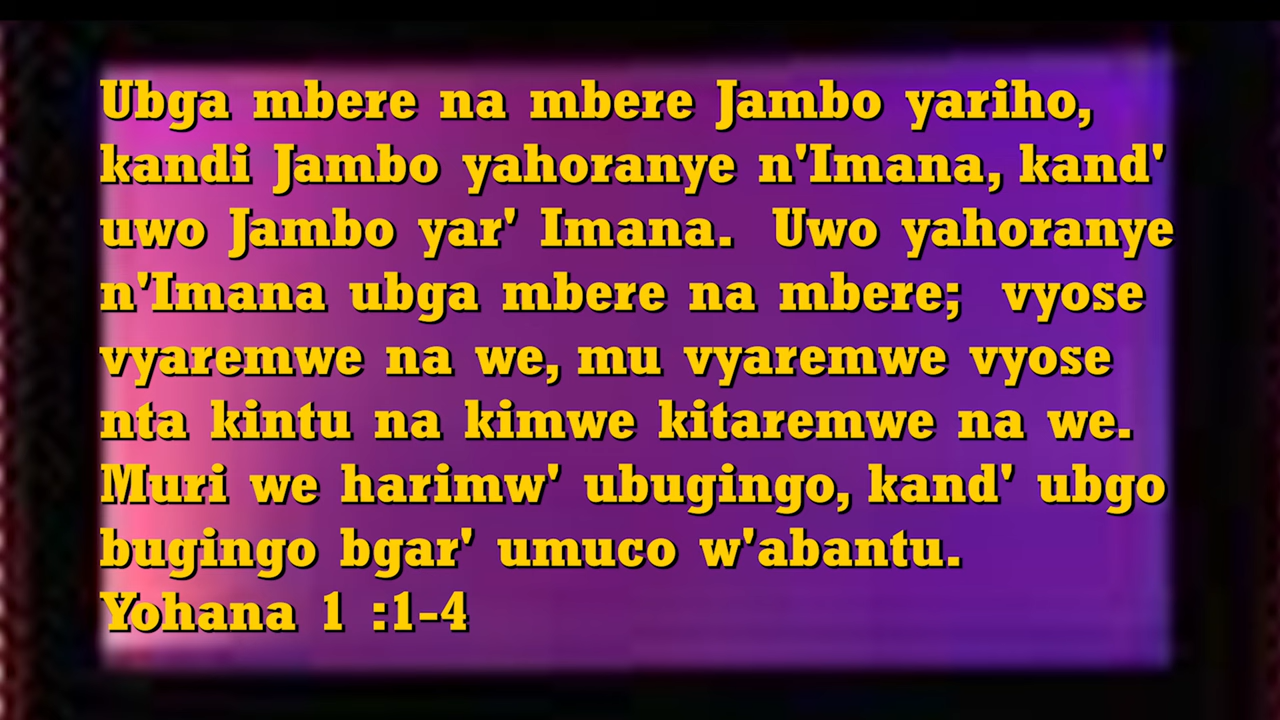 Ubga mbere na mbere Jambo yariho,
kandi Jambo yahoranye n'Imana, kand'
uwo Jambo yar' Imana.  Uwo yahoranye
n'Imana ubga mbere na mbere;  vyose
vyaremwe na we, mu vyaremwe vyose
nta kintu na kimwe kitaremwe na we.
Muri we harimw' ubugingo, kand' ubgo
bugingo bgar' umuco w'abantu.
Yohana 1 :1-4